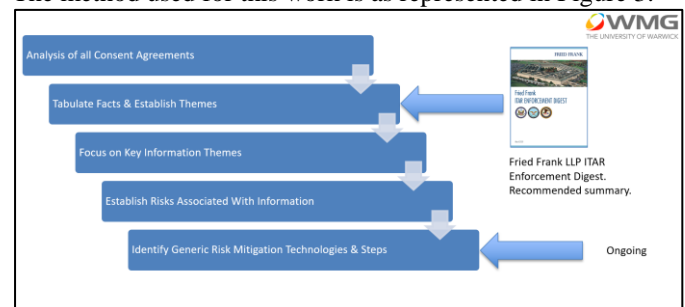 The method used for this work is as represented in Figure 3.
WMG
THE UNIVERSITY OF WARWICK
Analysis of all Consent Agreements
FRIED FRANK
Tabulate Facts & Establish Themes
Fried Frank
ITAR ENFORCEMENT DIGEST
Focus on Key Information Themes
Fried Frank LLP ITAR
Enforcement Digest.
Recommended summary.
Establish Risks Associated With Information
Identify Generic Risk Mitigation Technologies & Steps
Ongoing